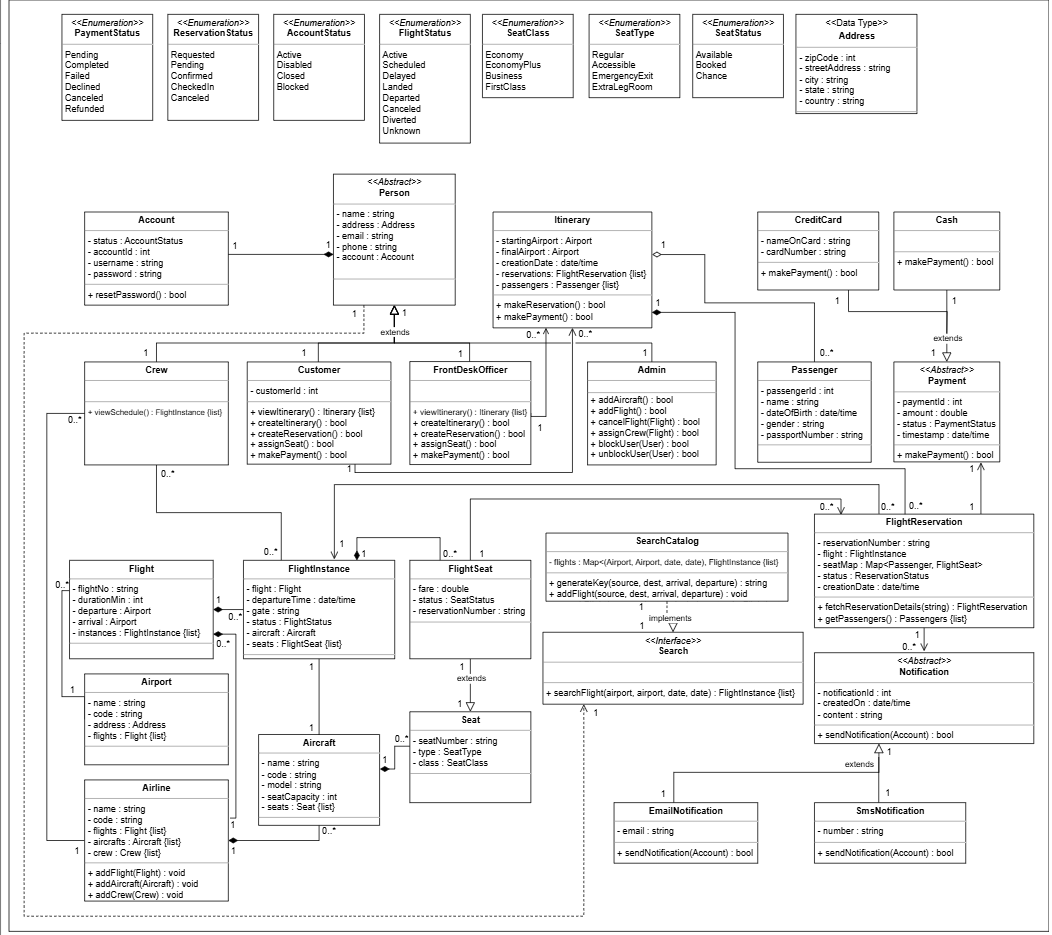 <<Enumeration>>
PaymentStatus
Pending
Completed
Failed
Declined
Canceled
Refunded
<<Enumeration>>
ReservationStatus
Requested
Pending
Confirmed
CheckedIn
Canceled
<<Enumeration>>
AccountStatus
Active
Disabled
Closed
Blocked
<<Enumeration>>
FlightStatus
Active
Scheduled
Delayed
Landed
Departed
Canceled
Diverted
Unknown
<<Enumeration>>
SeatClass
Economy
EconomyPlus
Business
FirstClass
<<Enumeration>>
SeatType
Regular
Accessible
EmergencyExit
ExtraLegRoom
<<Enumeration>>
SeatStatus
Available
Booked
Chance
<<Data Type>>
Address
- zipCode : int
- streetAddress : string
- city : string
- state : string
- country : string
Account
- status : AccountStatus
- accountId : int
- username : string
- password : string
+ resetPassword() : bool
1
1
<<Abstract>>
Person
- name : string
- address : Address
- email : string
- phone : string
- account : Account
1
1
extends
Itinerary
- startingAirport : Airport
- finalAirport : Airport
- creationDate : date/time
- reservations: FlightReservation {list}
- passengers : Passenger {list}
+ makeReservation() : bool
+ makePayment() : bool
1
1
0..*
0..*
CreditCard
- nameOnCard : string
- cardNumber : string
+ makePayment() : bool
1
Cash
+ makePayment() : bool
1
extends
1
1
Crew
+ viewSchedule() : FlightInstance {list}
0..*
0..*
1
Customer
- customerId : int
+ viewItinerary() : Itinerary {list}
+ createItinerary() : bool
+ createReservation() : bool
+ assignSeat() : bool
+ makePayment() : bool
1
1
FrontDeskOfficer
+ viewItinerary() : Itinerary {list}
+ createItinerary() : bool
+ createReservation() : bool
+ assignSeat() : bool
+ makePayment() : bool
1
1
Admin
+ addAircraft() : bool
+ addFlight() : bool
+ cancelFlight(Flight) : bool
+ assignCrew(Flight) : bool
+ blockUser(User) : bool
+ unblockUser(User) : bool
0..*
Passenger
- passengerId : int
- name : string
- dateOfBirth : date/time
- gender : string
- passportNumber : string
<<Abstract>>
Payment
- paymentId : int
- amount : double
- status : PaymentStatus
- timestamp : date/time
+ makePayment() : bool
1
1
0..*
Flight
- flightNo : string
- durationMin : int
- departure : Airport
- arrival : Airport
- instances : FlightInstance {list}
1
0..*
0..*
1
1
FlightInstance
- flight : Flight
- departureTime : date/time
- gate : string
- status : FlightStatus
- aircraft : Aircraft
- seats : FlightSeat {list}
1
0..*
1
FlightSeat
- fare : double
- status : SeatStatus
- reservationNumber : string
1
extends
1
SearchCatalog
- flights : Map<(Airport, Airport, date, date), FlightInstance {list}
+ generateKey(source, dest, arrival, departure) : string
+ addFlight(source, dest, arrival, departure) : void
1
implements
1
<<Interface>>
Search
+ searchFlight(airport, airport, date, date) : FlightInstance {list}
1
0..*
0..*
0..*
FlightReservation
- reservationNumber : string
- flight : FlightInstance
- seatMap : Map<Passenger, FlightSeat>
- status : ReservationStatus
- creationDate : date/time
+ fetchReservationDetails(string) : FlightReservation
+ getPassengers() : Passengers {list}
1
0..*
<<Abstract>>
Notification
- notificationId : int
- createdOn : date/time
- content : string
+ sendNotification(Account) : bool
1
extends
1
Airport
- name : string
- code : string
- address : Address
- flights : Flight {list}
1
Aircraft
- name : string
- code : string
- model : string
- seatCapacity : int
- seats : Seat {list}
1
0..*
0..*
Seat
- seatNumber : string
- type : SeatType
- class : SeatClass
Airline
- name : string
- code : string
- flights : Flight {list}
- aircrafts : Aircraft {list}
- crew : Crew {list}
+ addFlight(Flight) : void
+ addAircraft(Aircraft) : void
+ addCrew(Crew) : void
1
1
1
1
EmailNotification
- email : string
+ sendNotification(Account) : bool
1
SmsNotification
- number : string
+ sendNotification(Account) : bool